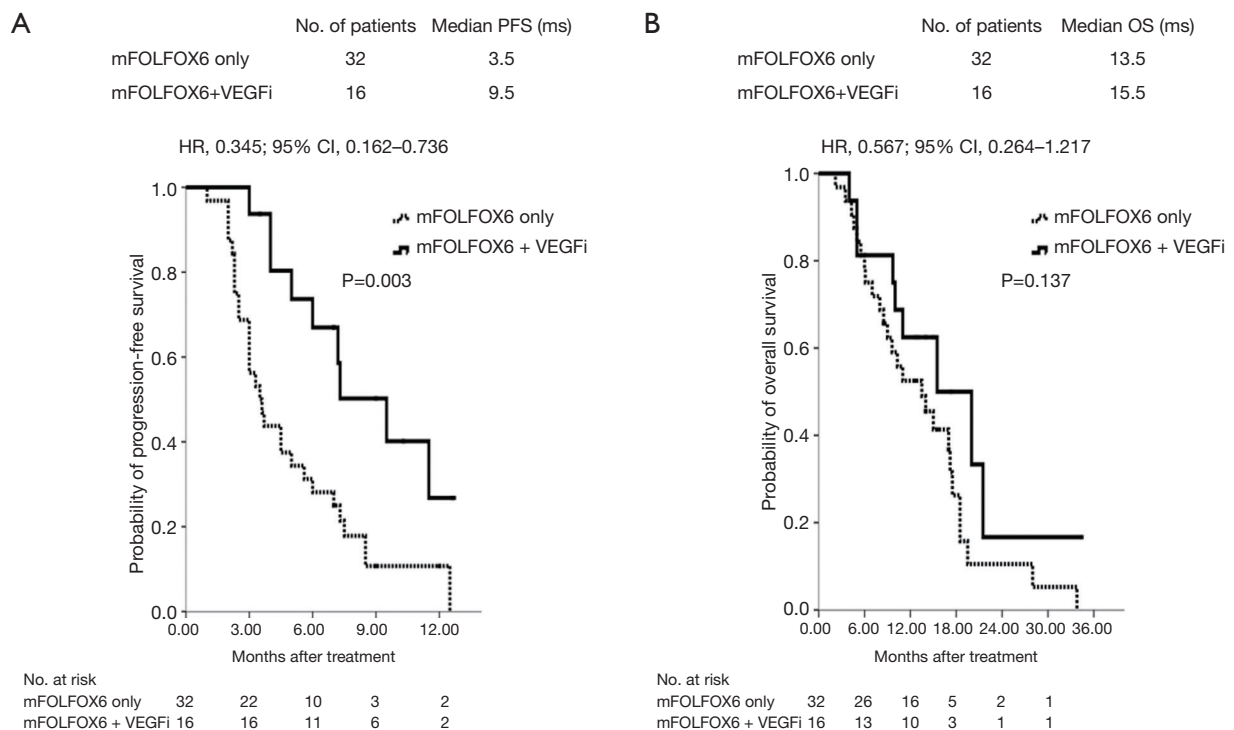 A
No. of patients Median PFS (ms)
mFOLFOX6 only 32 3.5
mFOLFOX6+VEGFi 16 9.5
HR, 0.345; 95% CI, 0.162–0.736
mFOLFOX6 only
mFOLFOX6 + VEGFi
P=0.003
Probability of progression-free survival
1.0
0.8
0.6
0.4
0.2
0.0
0.00 3.00 6.00 9.00 12.00
Months after treatment
No. at risk
mFOLFOX6 only 32 22 10 3 2
mFOLFOX6 + VEGFi 16 16 11 6 2
B
No. of patients Median OS (ms)
mFOLFOX6 only 32 13.5
mFOLFOX6+VEGFi 16 15.5
HR, 0.567; 95% CI, 0.264–1.217
mFOLFOX6 only
mFOLFOX6 + VEGFi
P=0.137
Probability of overall survival
1.0
0.8
0.6
0.4
0.2
0.0
0.00 6.00 12.00 18.00 24.00 30.00 36.00
Months after treatment
No. at risk
mFOLFOX6 only 32 26 16 5 2 1
mFOLFOX6 + VEGFi 16 13 10 3 1 1